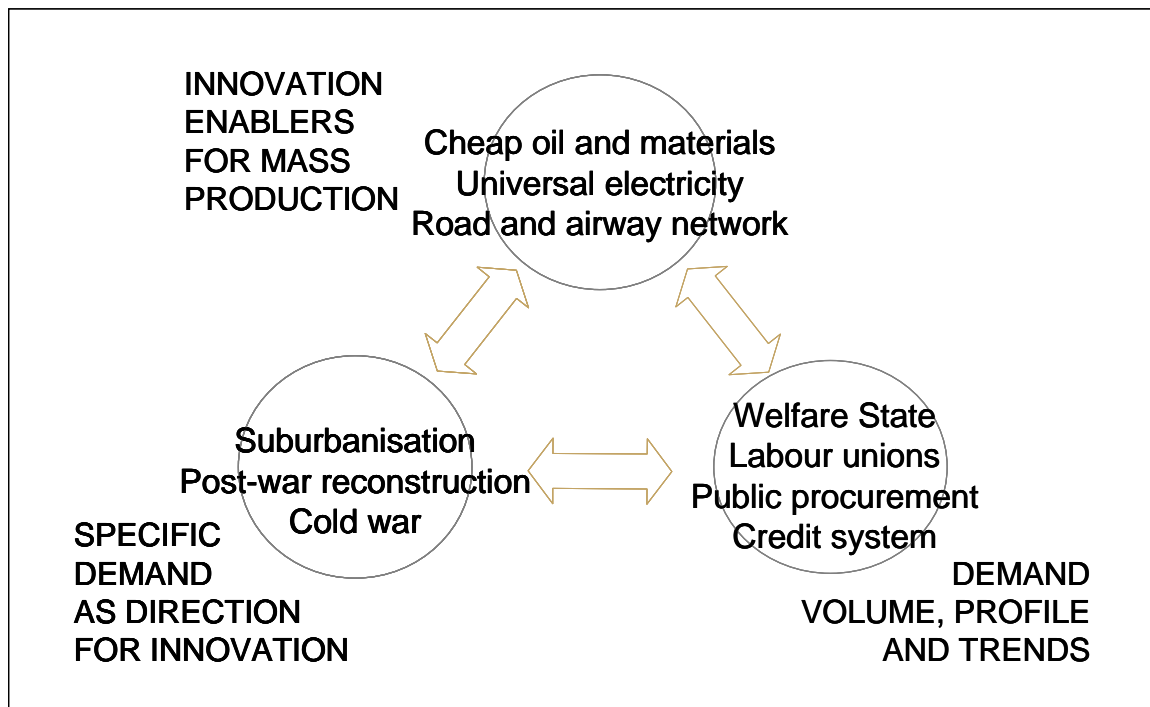 INNOVATION
ENABLERS
FOR MASS
PRODUCTION
Cheap oil and materials
Universal electricity
Road and airway network
Suburbanisation
Post-war reconstruction
Cold war
SPECIFIC
DEMAND
AS DIRECTION
FOR INNOVATION
Welfare State
Labour unions
Public procurement
Credit system
DEMAND
VOLUME, PROFILE
AND TRENDS